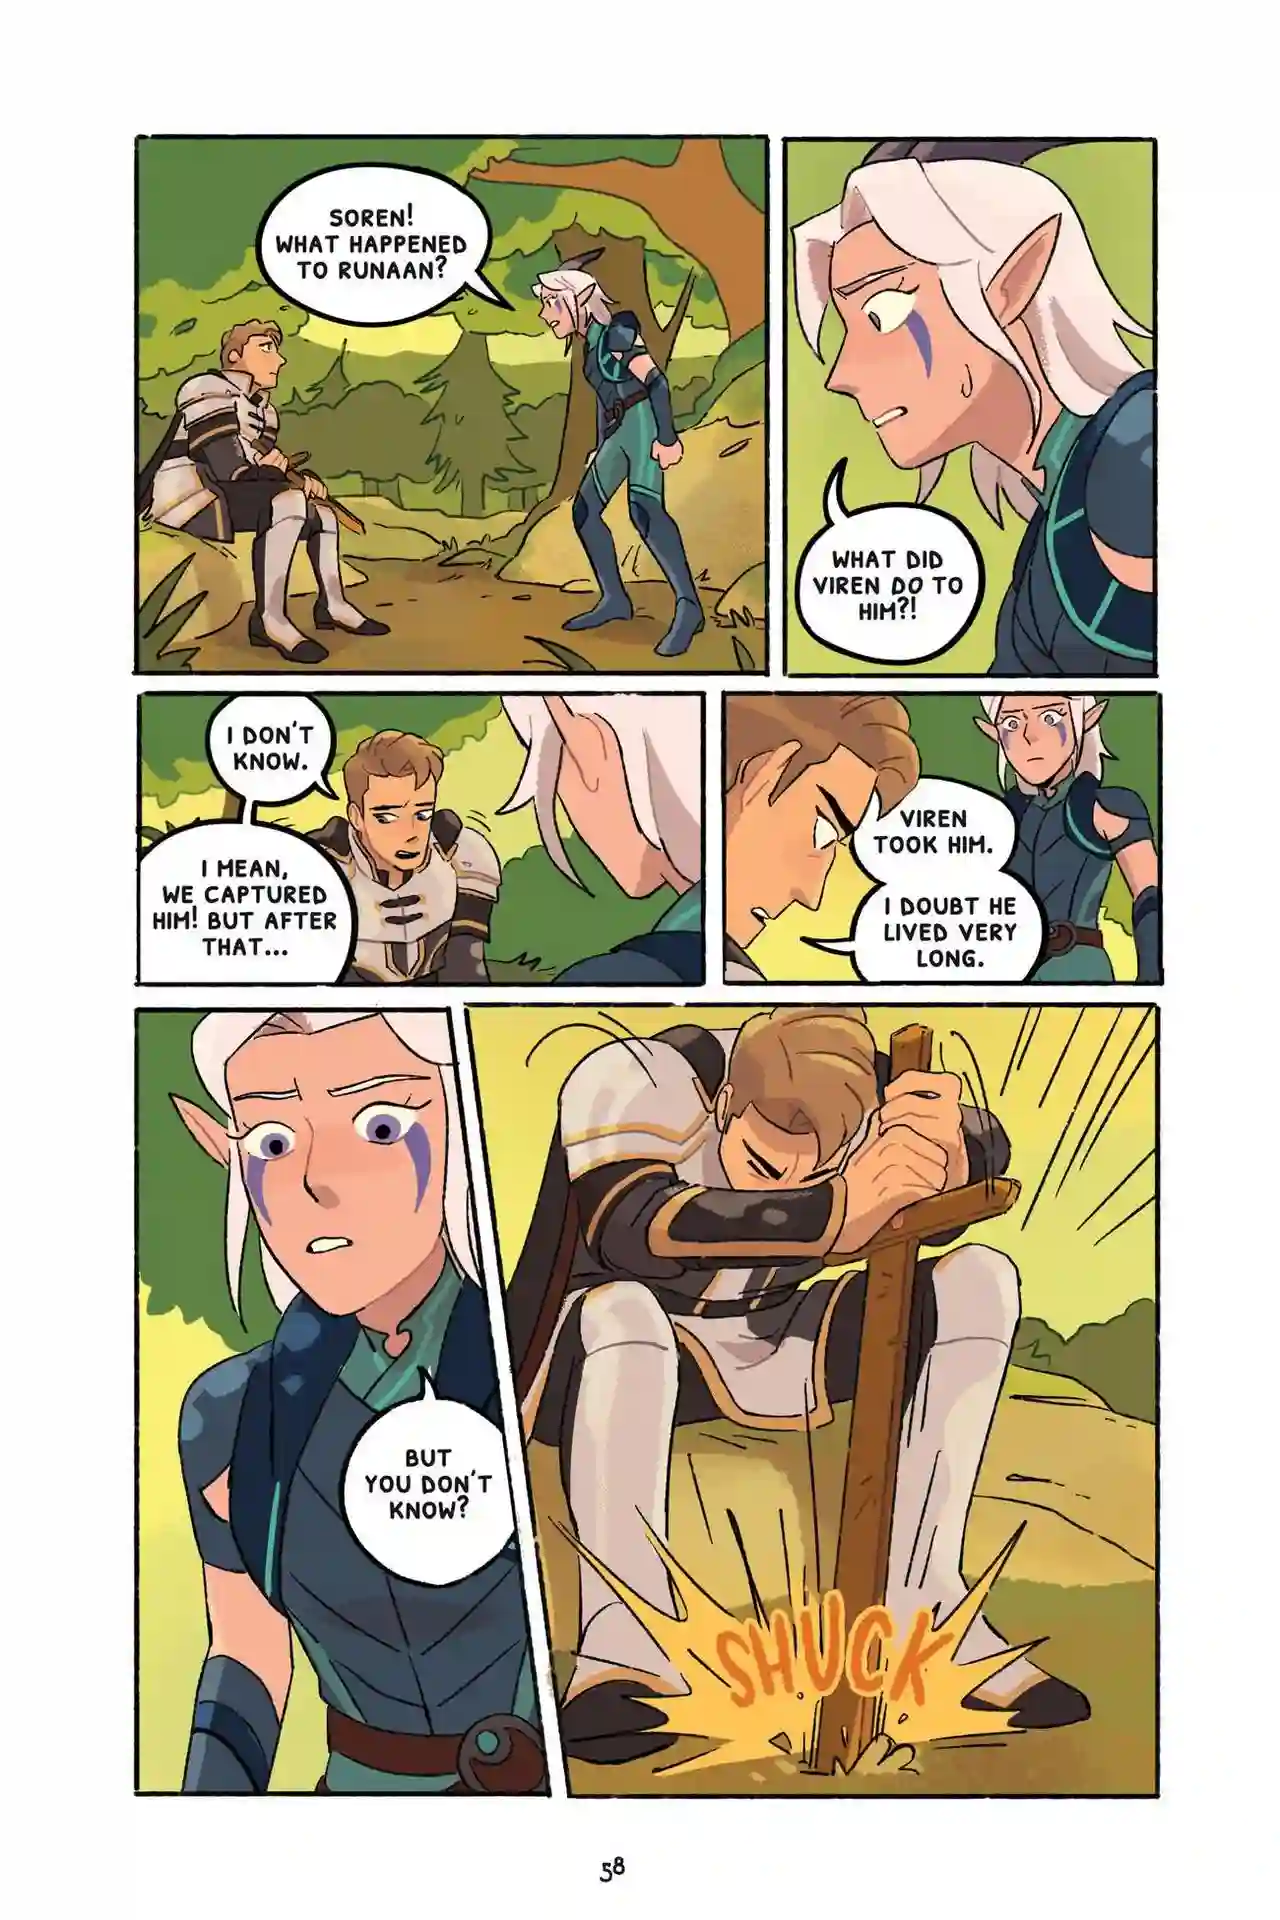 SOREN!
WHAT HAPPENED
TO RUNAAN?
WHAT DID
VIREN DO TO
HIM?!
I DON'T
KNOW.
I MEAN,
WE CAPTURED
HIM! BUT AFTER
THAT...
VIREN
TOOK HIM.
I DOUBT HE
LIVED VERY
LONG.
BUT
YOU DON'T
KNOW?
SHUCK
58